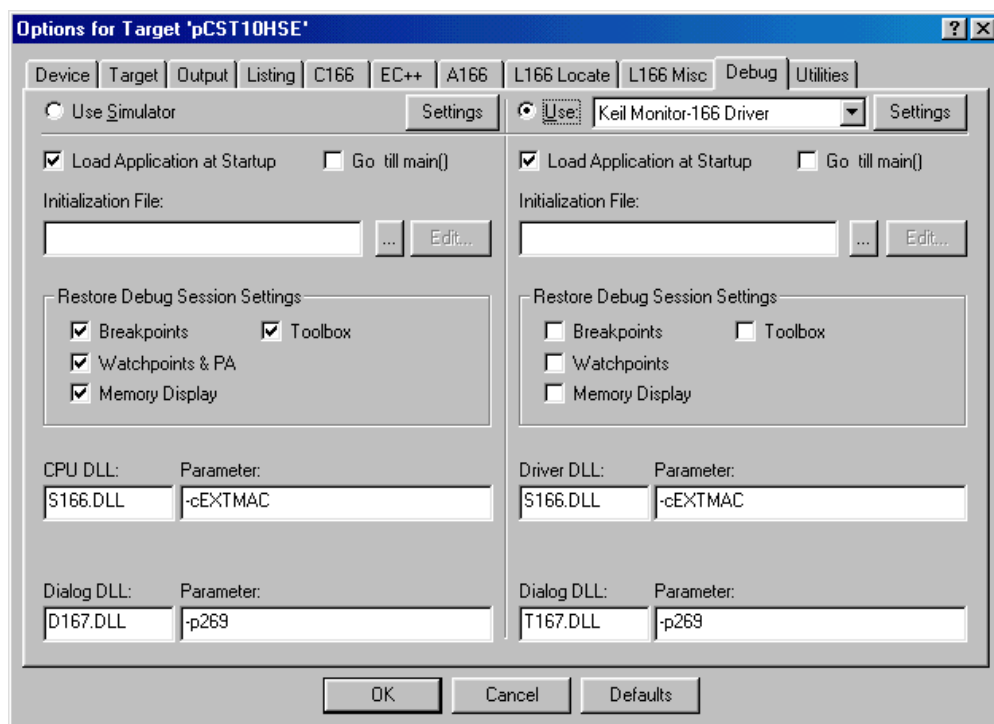 Options for Target 'pCST10HSE'
Device Target Output Listing C166 EC++ A166 L166 Locate L166 Misc Debug Utilities
Use Simulator Settings
Use: Keil Monitor-166 Driver Settings
Load Application at Startup Go till main()
Load Application at Startup Go till main()
Initialization File:
Initialization File:
... Edit...
... Edit...
Restore Debug Session Settings
Breakpoints Toolbox
Watchpoints & PA
Memory Display
Restore Debug Session Settings
Breakpoints Toolbox
Watchpoints
Memory Display
CPU DLL: Parameter:
S166.DLL -cEXTMAC
Driver DLL: Parameter:
S166.DLL -cEXTMAC
Dialog DLL: Parameter:
D167.DLL -p269
Dialog DLL: Parameter:
T167.DLL -p269
OK Cancel Defaults